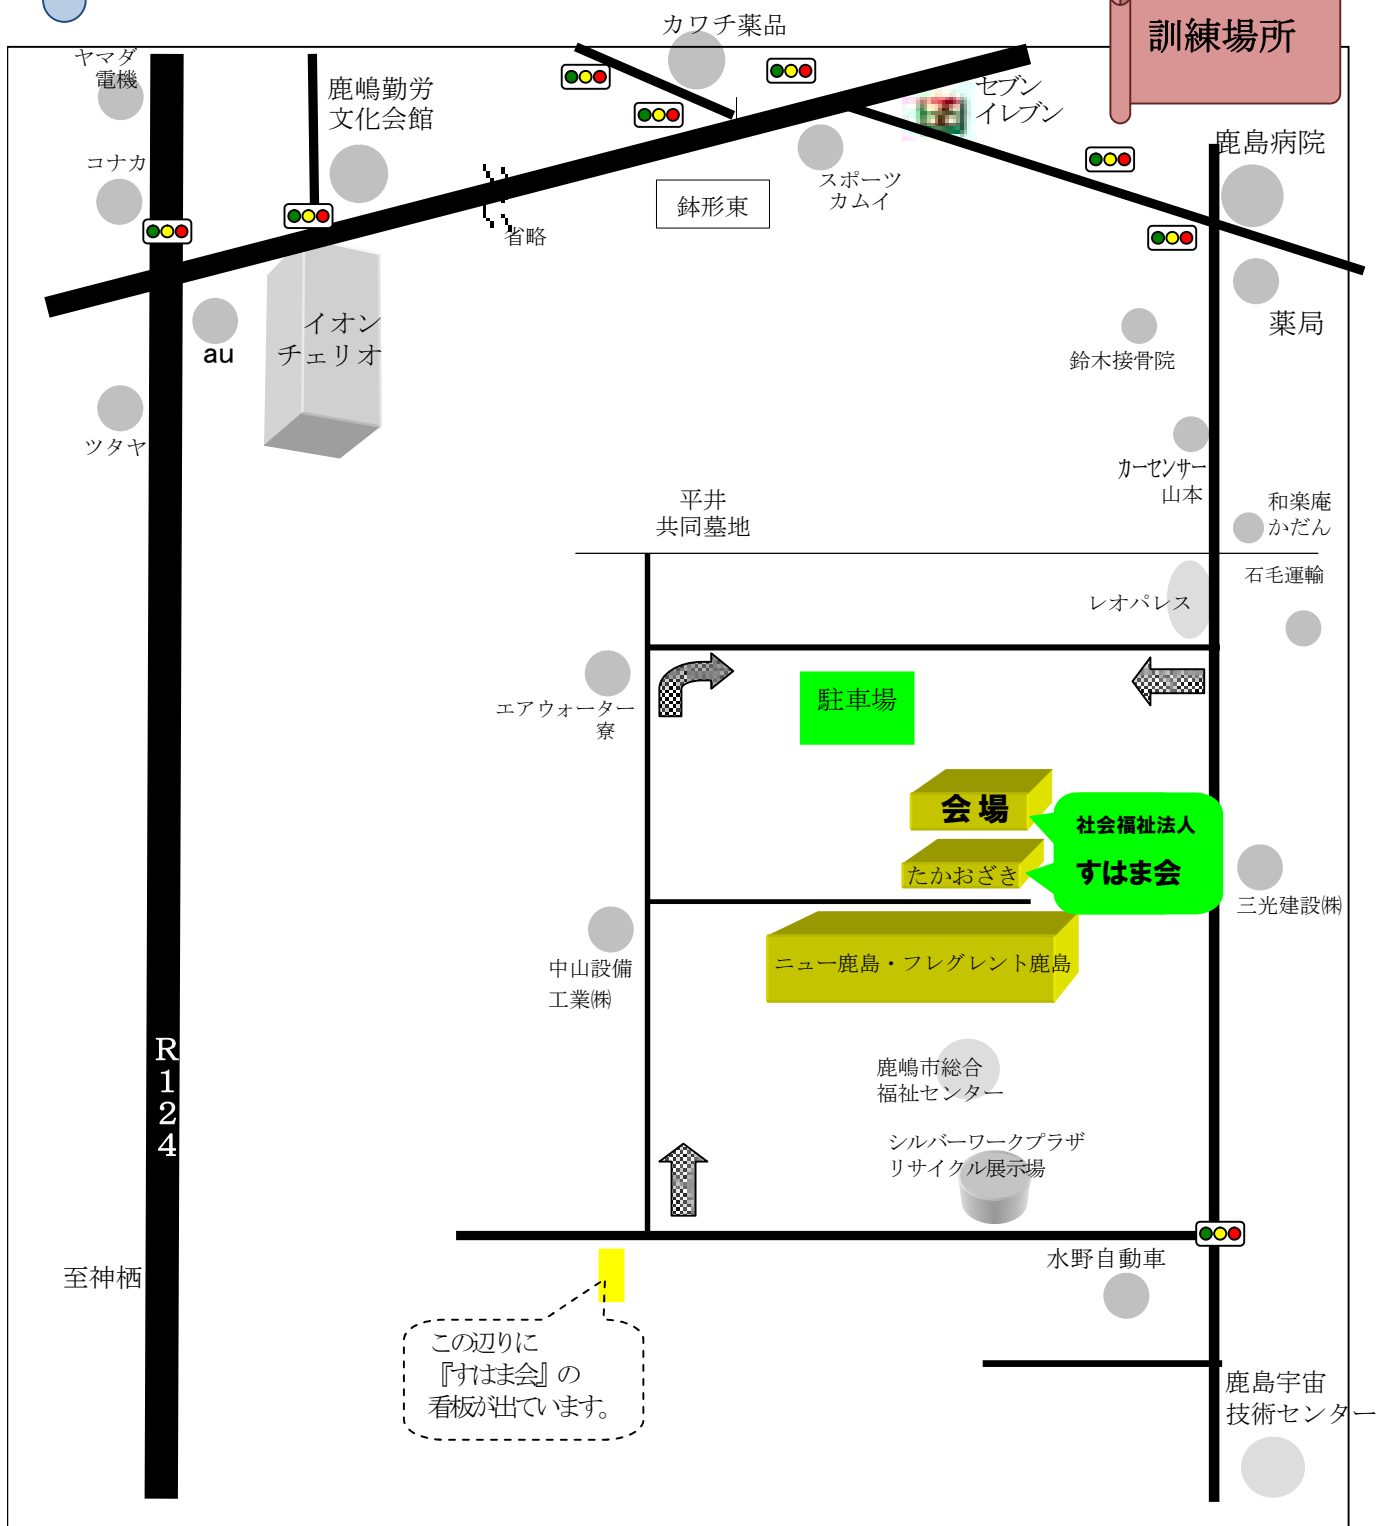 訓練場所
カワチ薬品
ヤマダ
電機
鹿嶋勤労
文化会館
セブン
イレブン
鹿島病院
コナカ
スポーツ
カムイ
鉢形東
省略
イオン
チェリオ
au
薬局
鈴木接骨院
ツタヤ
カーセンサー
山本
平井
共同墓地
和楽庵
かだん
石毛運輸
レオパレス
エアウォーター
寮
駐車場
会場
社会福祉法人
すはま会
たかおざき
三光建設㈱
中山設備
工業㈱
ニュー鹿島・フレグレント鹿島
R
1
2
4
鹿嶋市総合
福祉センター
シルバーワークプラザ
リサイクル展示場
水野自動車
至神栖
この辺りに
『すはま会』の
看板が出ています。
鹿島宇宙
技術センター